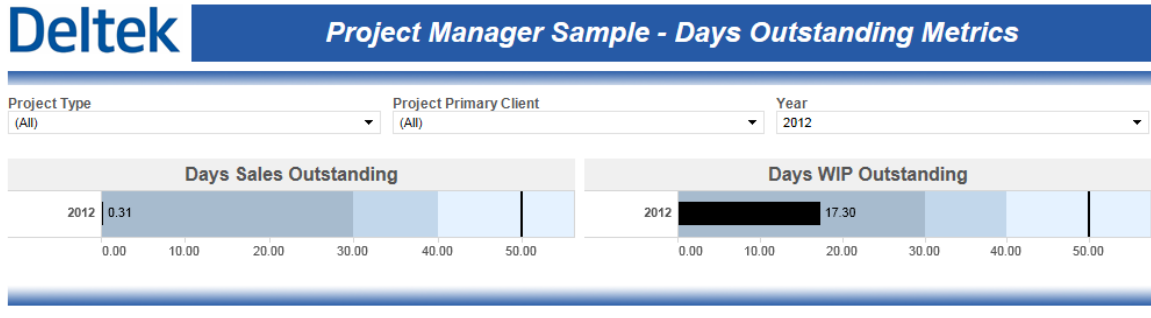 Deltek
Project Manager Sample - Days Outstanding Metrics
Project Type
(All)
Project Primary Client
(All)
Year
2012
Days Sales Outstanding
2012 0.31
0.00 10.00 20.00 30.00 40.00 50.00
Days WIP Outstanding
2012 17.30
0.00 10.00 20.00 30.00 40.00 50.00